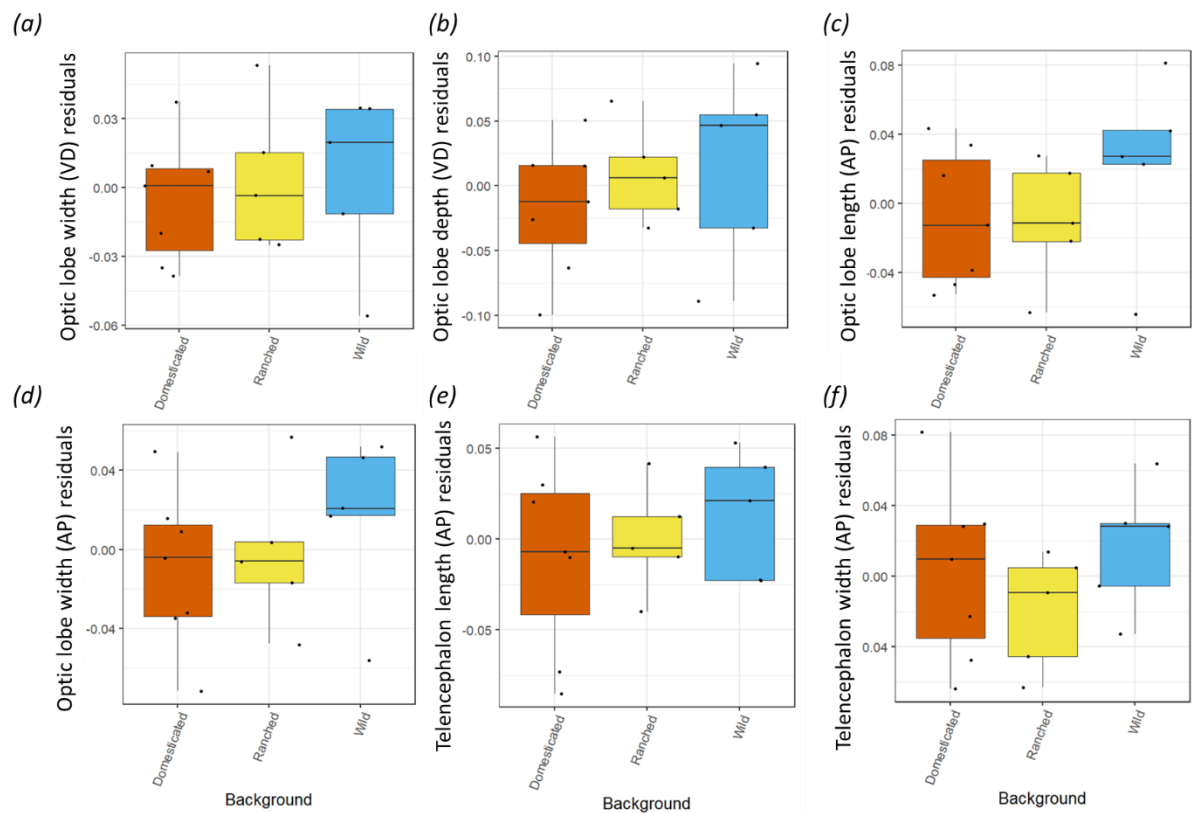 (a)
Optic lobe width (VD) residuals
0.03
0.00
-0.03
-0.06
Domesticated
Ranched
Wild
(b)
Optic lobe depth (VD) residuals
0.10
0.05
0.00
-0.05
-0.10
Domesticated
Ranched
Wild
(c)
Optic lobe length (AP) residuals
0.08
0.04
0.00
-0.04
Domesticated
Ranched
Wild
(d)
Optic lobe width (AP) residuals
0.04
0.00
-0.04
Domesticated
Ranched
Wild
Background
(e)
Telencephalon length (AP) residuals
0.05
0.00
-0.05
Domesticated
Ranched
Wild
Background
(f)
Telencephalon width (AP) residuals
0.08
0.04
0.00
0.04
Domesticated
Ranched
Wild
Background